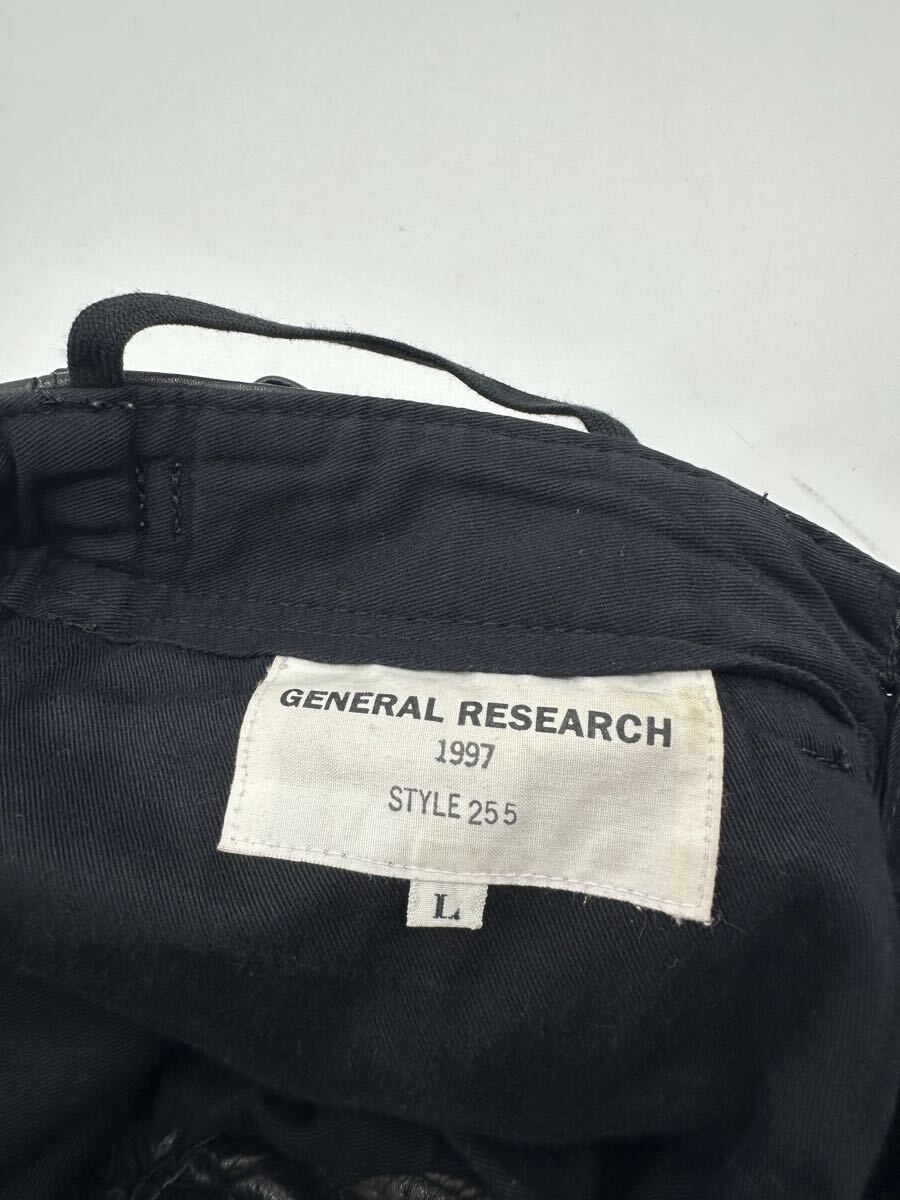 GENERAL RESEARCH
1997
STYLE 255
L